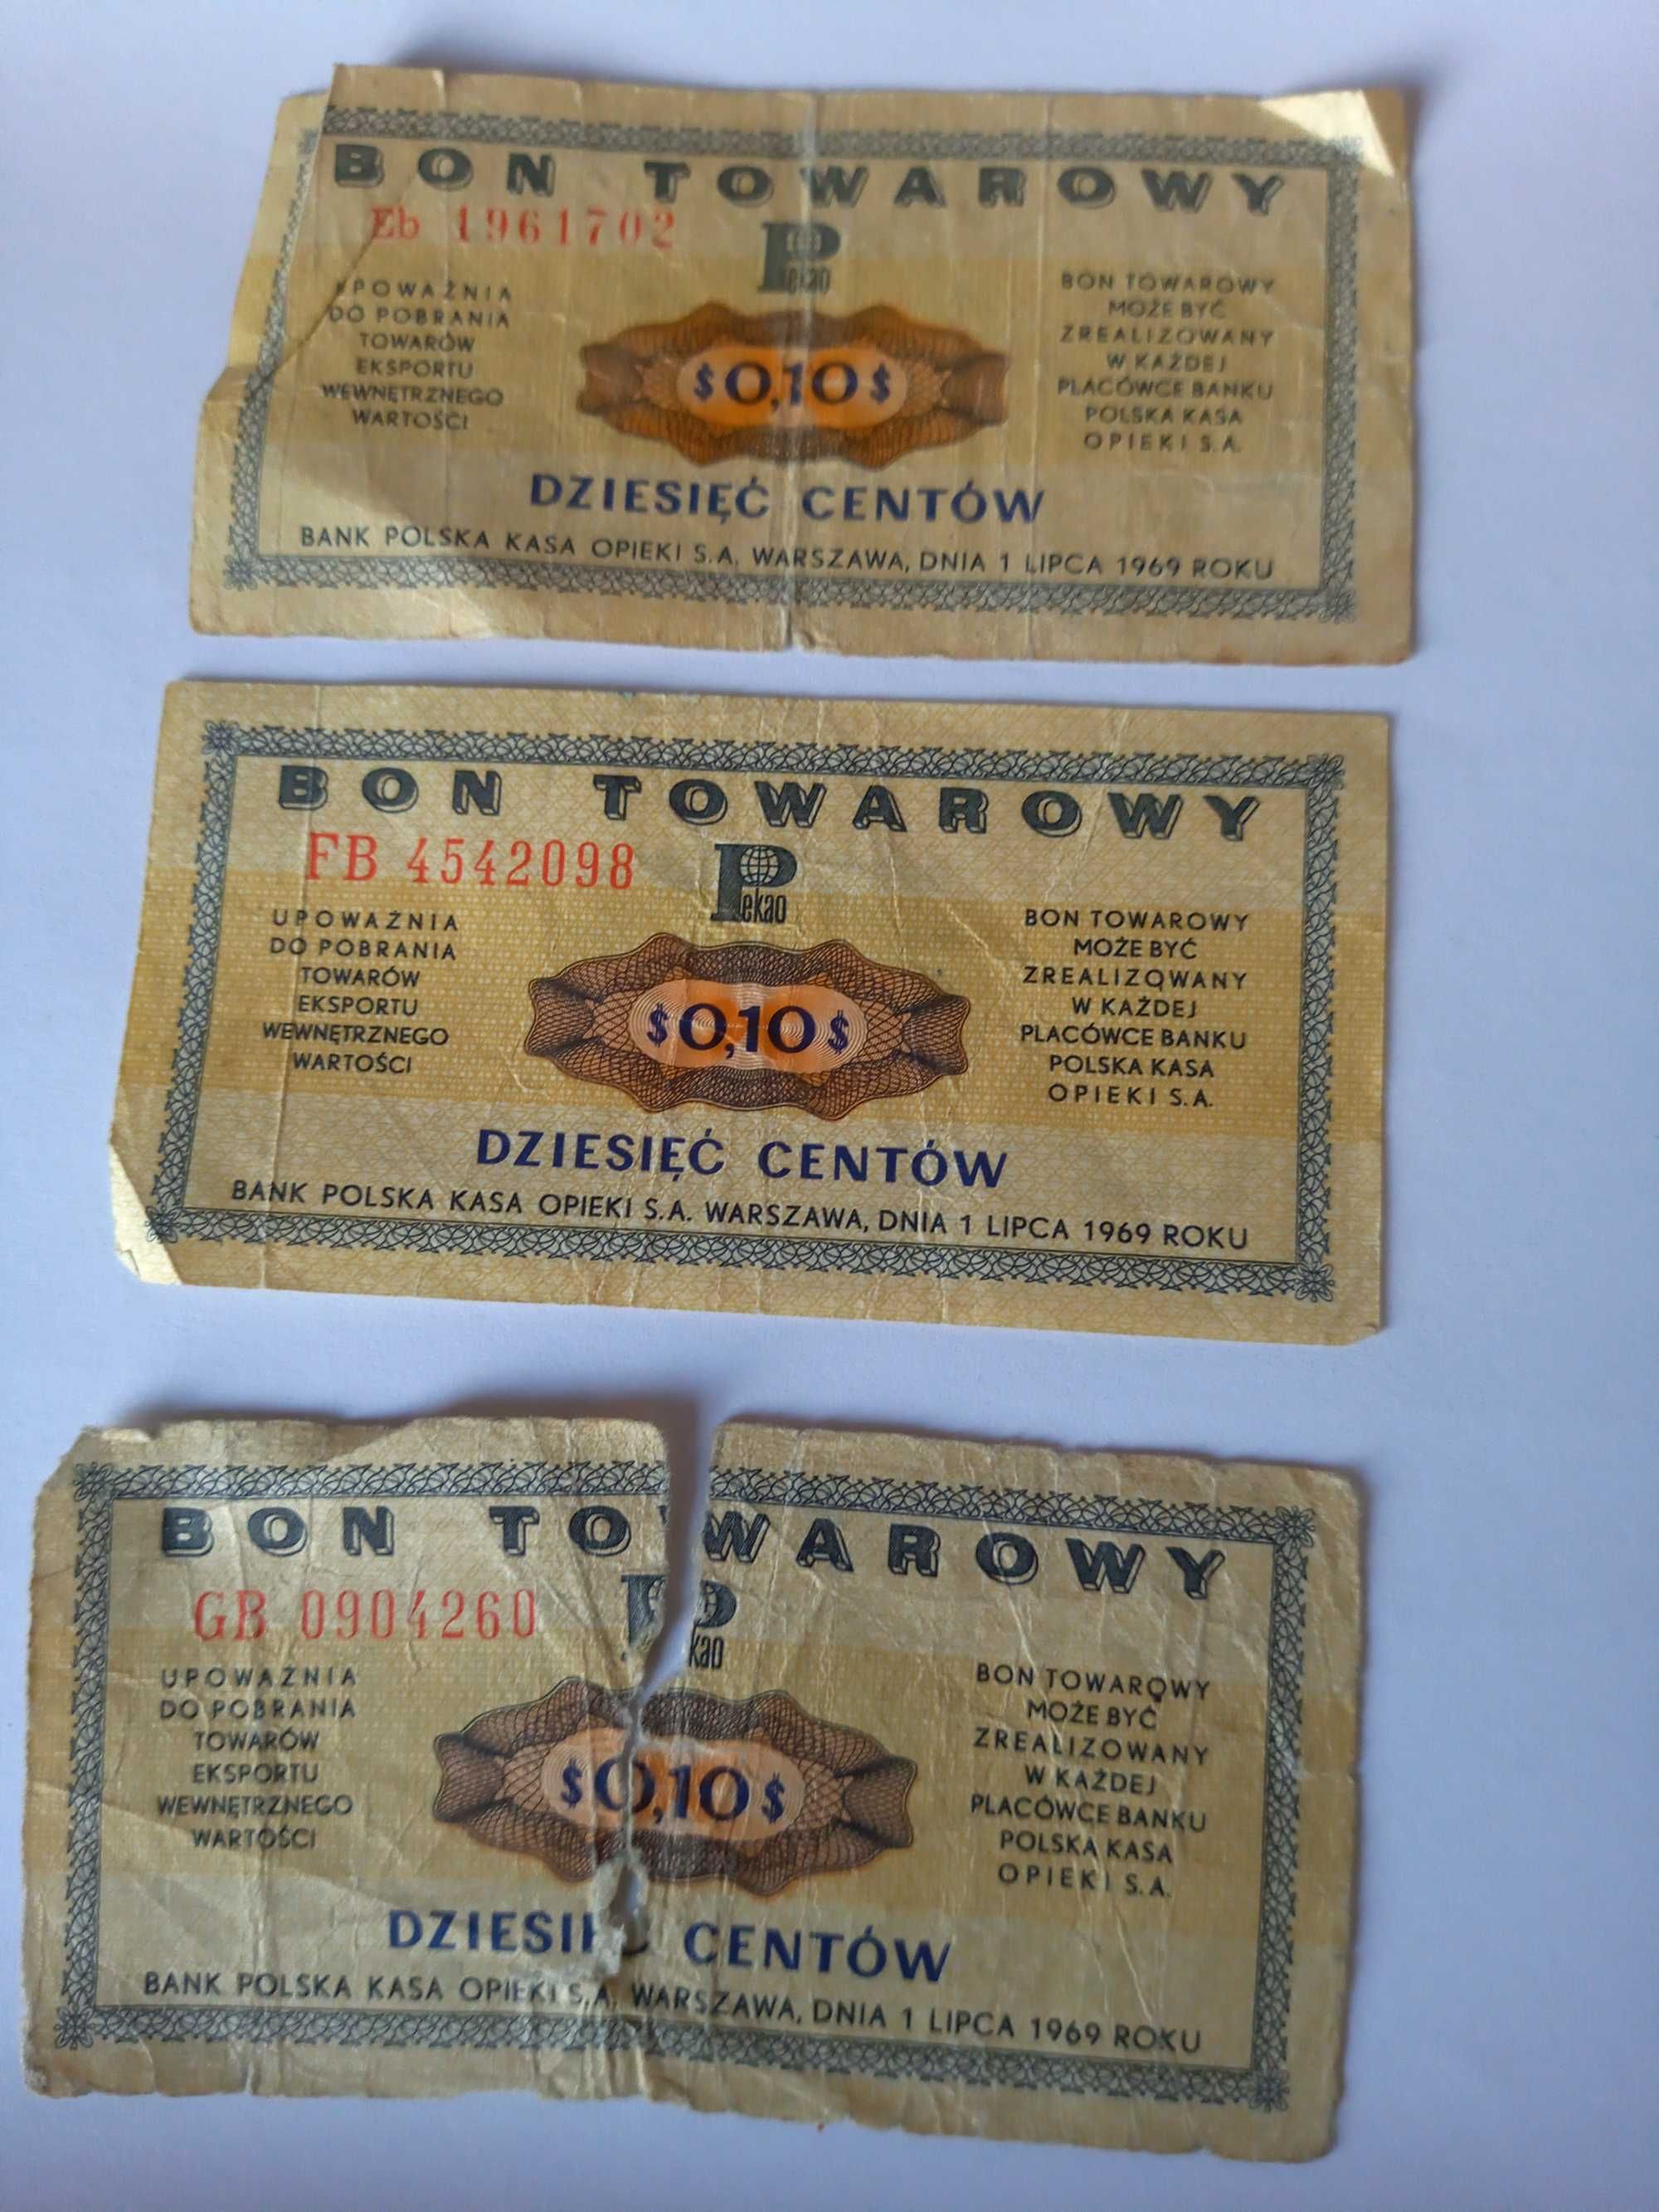 BON TOWAROWY
Eb 1961702
Pekao
UPOWAŻNIA
DO POBRANIA
TOWARÓW
EKSPORTU
WEWNĘTRZNEGO
WARTOŚCI
$0,10$
BON TOWAROWY
MOŻE BYĆ
ZREALIZOWANY
W KAŻDEJ
PLACÓWCE BANKU
POLSKA KASA
OPIEKI S.A.
DZIESIĘĆ CENTÓW
BANK POLSKA KASA OPIEKI S.A. WARSZAWA, DNIA 1 LIPCA 1969 ROKU
BON TOWAROWY
FB 4542098
Pekao
UPOWAŻNIA
DO POBRANIA
TOWARÓW
EKSPORTU
WEWNĘTRZNEGO
WARTOŚCI
$0,10$
BON TOWAROWY
MOŻE BYĆ
ZREALIZOWANY
W KAŻDEJ
PLACÓWCE BANKU
POLSKA KASA
OPIEKI S.A.
DZIESIĘĆ CENTÓW
BANK POLSKA KASA OPIEKI S.A. WARSZAWA, DNIA 1 LIPCA 1969 ROKU
BON TOWAROWY
GB 0904260
P kao
UPOWAŻNIA
DO POBRANIA
TOWARÓW
EKSPORTU
WEWNĘTRZNEGO
WARTOŚCI
$0,10$
BON TOWAROWY
MOŻE BYĆ
ZREALIZOWANY
W KAŻDEJ
PLACÓWCE BANKU
POLSKA KASA
OPIEKI S.A.
DZIESIĘĆ CENTÓW
BANK POLSKA KASA OPIEKI S.A. WARSZAWA, DNIA 1 LIPCA 1969 ROKU